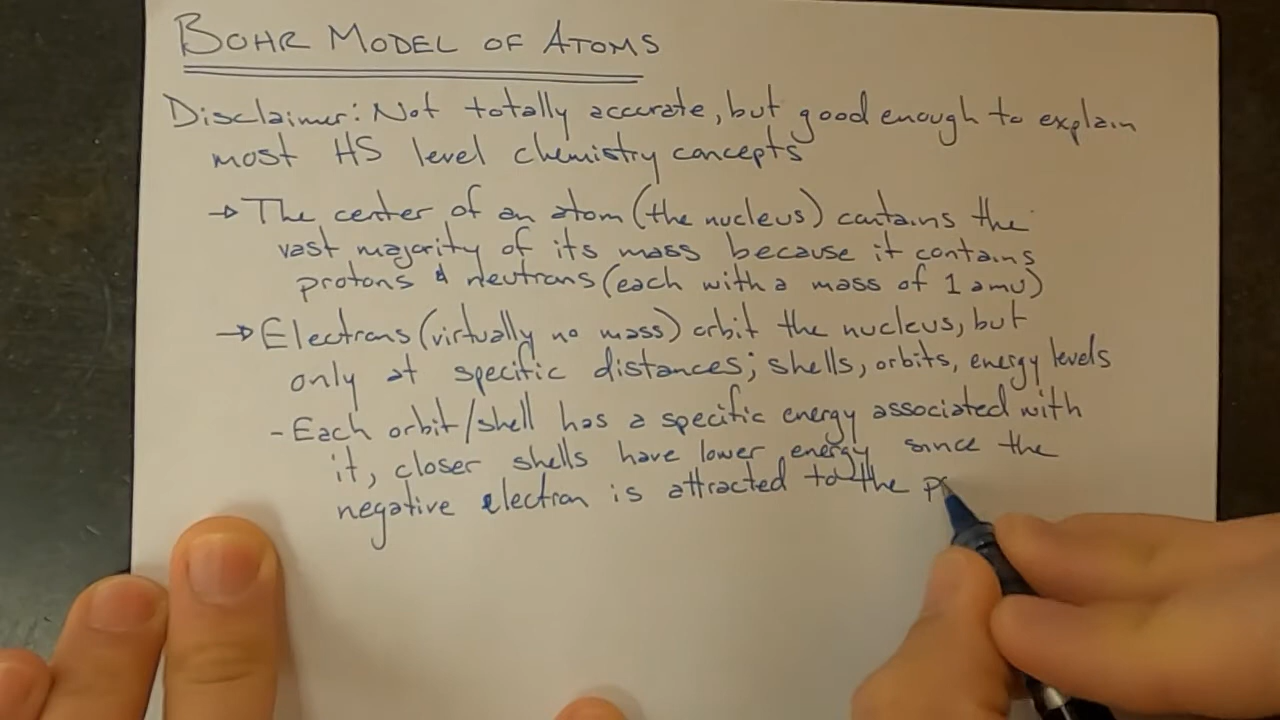 BOHR MODEL OF ATOMS
Disclaimer: Not totally accurate, but good enough to explain
most HS level chemistry concepts
→ The center of an atom (the nucleus) contains the
vast majority of its mass because it contains
protons & neutrons (each with a mass of 1 amu)
→ Electrons (virtually no mass) orbit the nucleus, but
only at specific distances; shells, orbits, energy levels
- Each orbit/shell has a specific energy associated with
it, closer shells have lower energy since the
negative electron is attracted to the